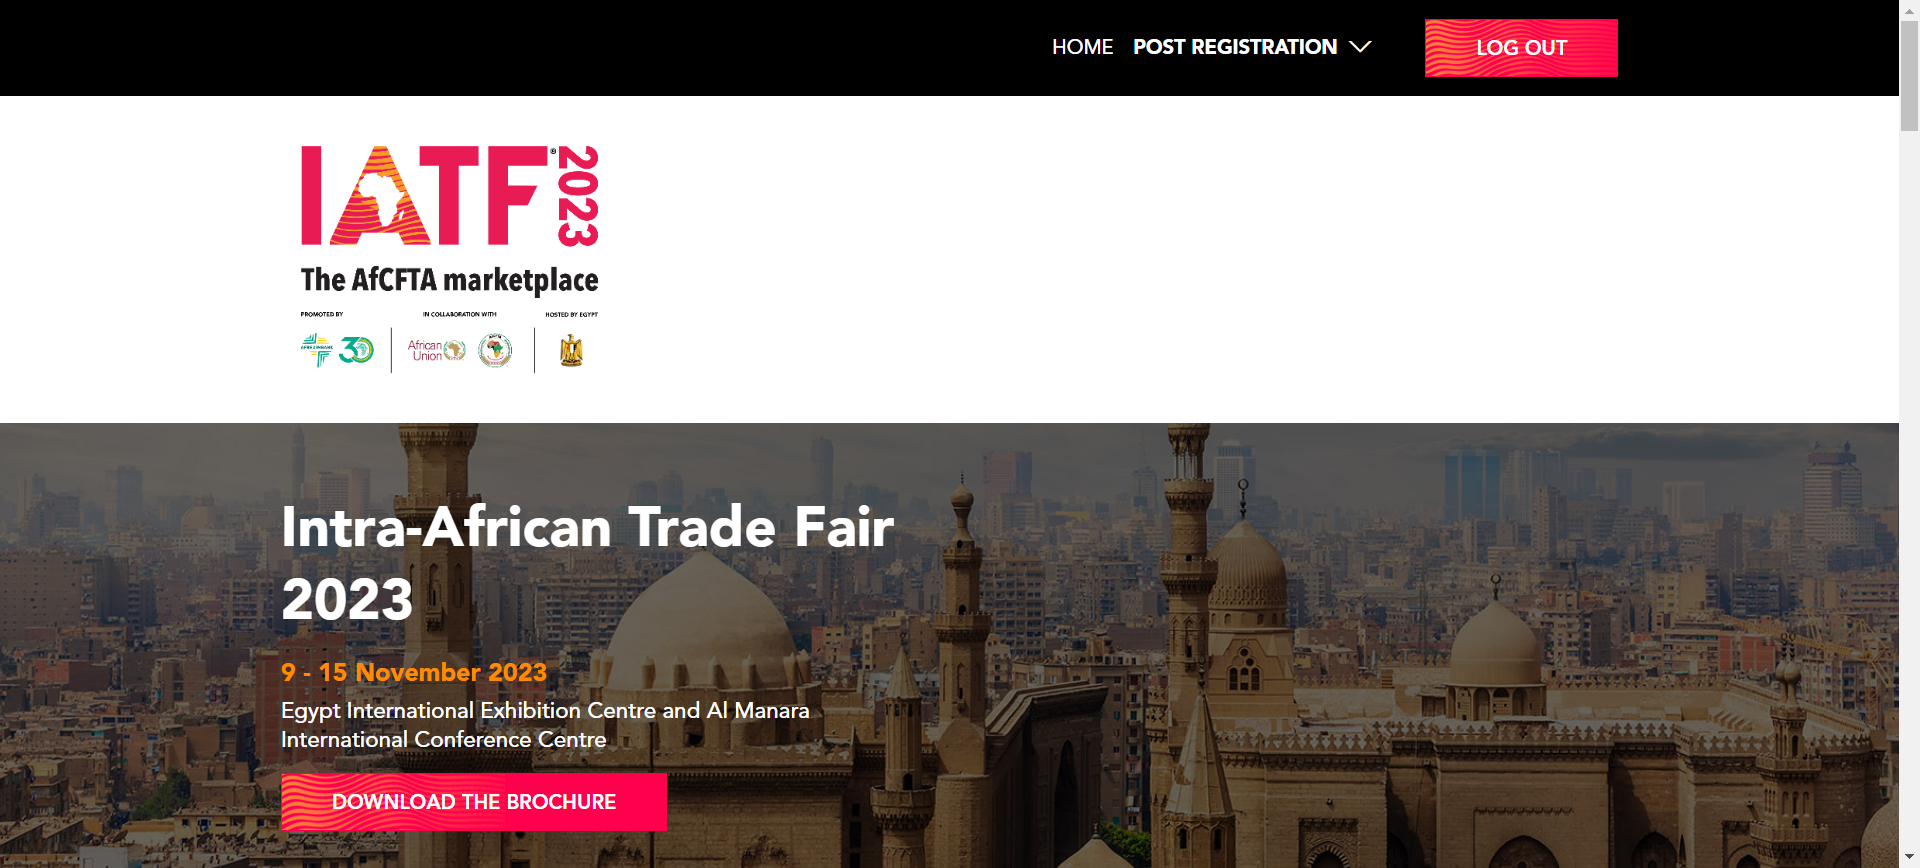 HOME POST REGISTRATION LOG OUT
IATF® 2023
The AfCFTA marketplace
PROMOTED BY IN COLLABORATION WITH HOSTED BY EGYPT
AFREXIMBANK 30 African Union
Intra-African Trade Fair
2023
9 - 15 November 2023
Egypt International Exhibition Centre and Al Manara
International Conference Centre
DOWNLOAD THE BROCHURE